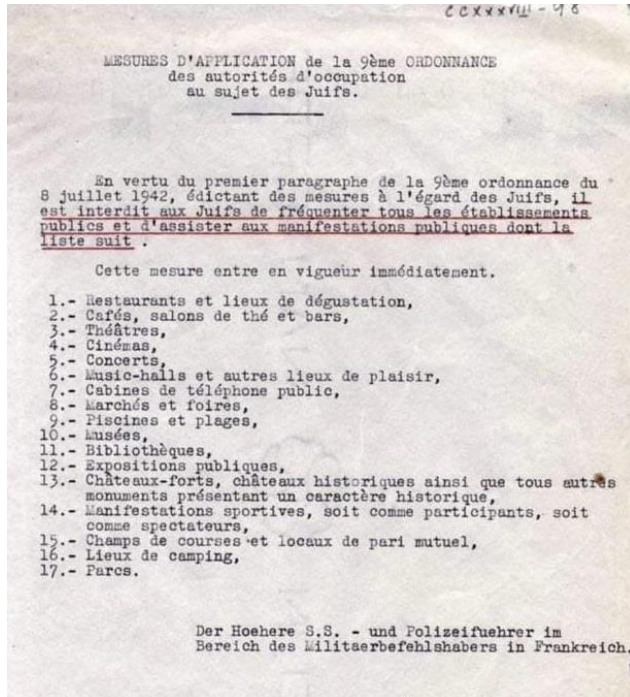 CCXXXVIII - 98
MESURES D'APPLICATION de la 9ème ORDONNANCE
des autorités d'occupation
au sujet des Juifs.
En vertu du premier paragraphe de la 9ème ordonnance du
8 juillet 1942, édictant des mesures à l'égard des Juifs, il
est interdit aux Juifs de fréquenter tous les établissements
publics et d'assister aux manifestations publiques dont la
liste suit .
Cette mesure entre en vigueur immédiatement.
1.- Restaurants et lieux de dégustation,
2.- Cafés, salons de thé et bars,
3.- Théâtres,
4.- Cinémas,
5.- Concerts,
6.- Music-halls et autres lieux de plaisir,
7.- Cabines de téléphone public,
8.- Marchés et foires,
9.- Piscines et plages,
10.- Musées,
11.- Bibliothèques,
12.- Expositions publiques,
13.- Châteaux-forts, châteaux historiques ainsi que tous autres
monuments présentant un caractère historique,
14.- Manifestations sportives, soit comme participants, soit
comme spectateurs,
15.- Champs de courses et locaux de pari mutuel,
16.- Lieux de camping,
17.- Parcs.
Der Hoehere S.S. - und Polizeifuehrer im
Bereich des Militaerbefehlshabers in Frankreich.